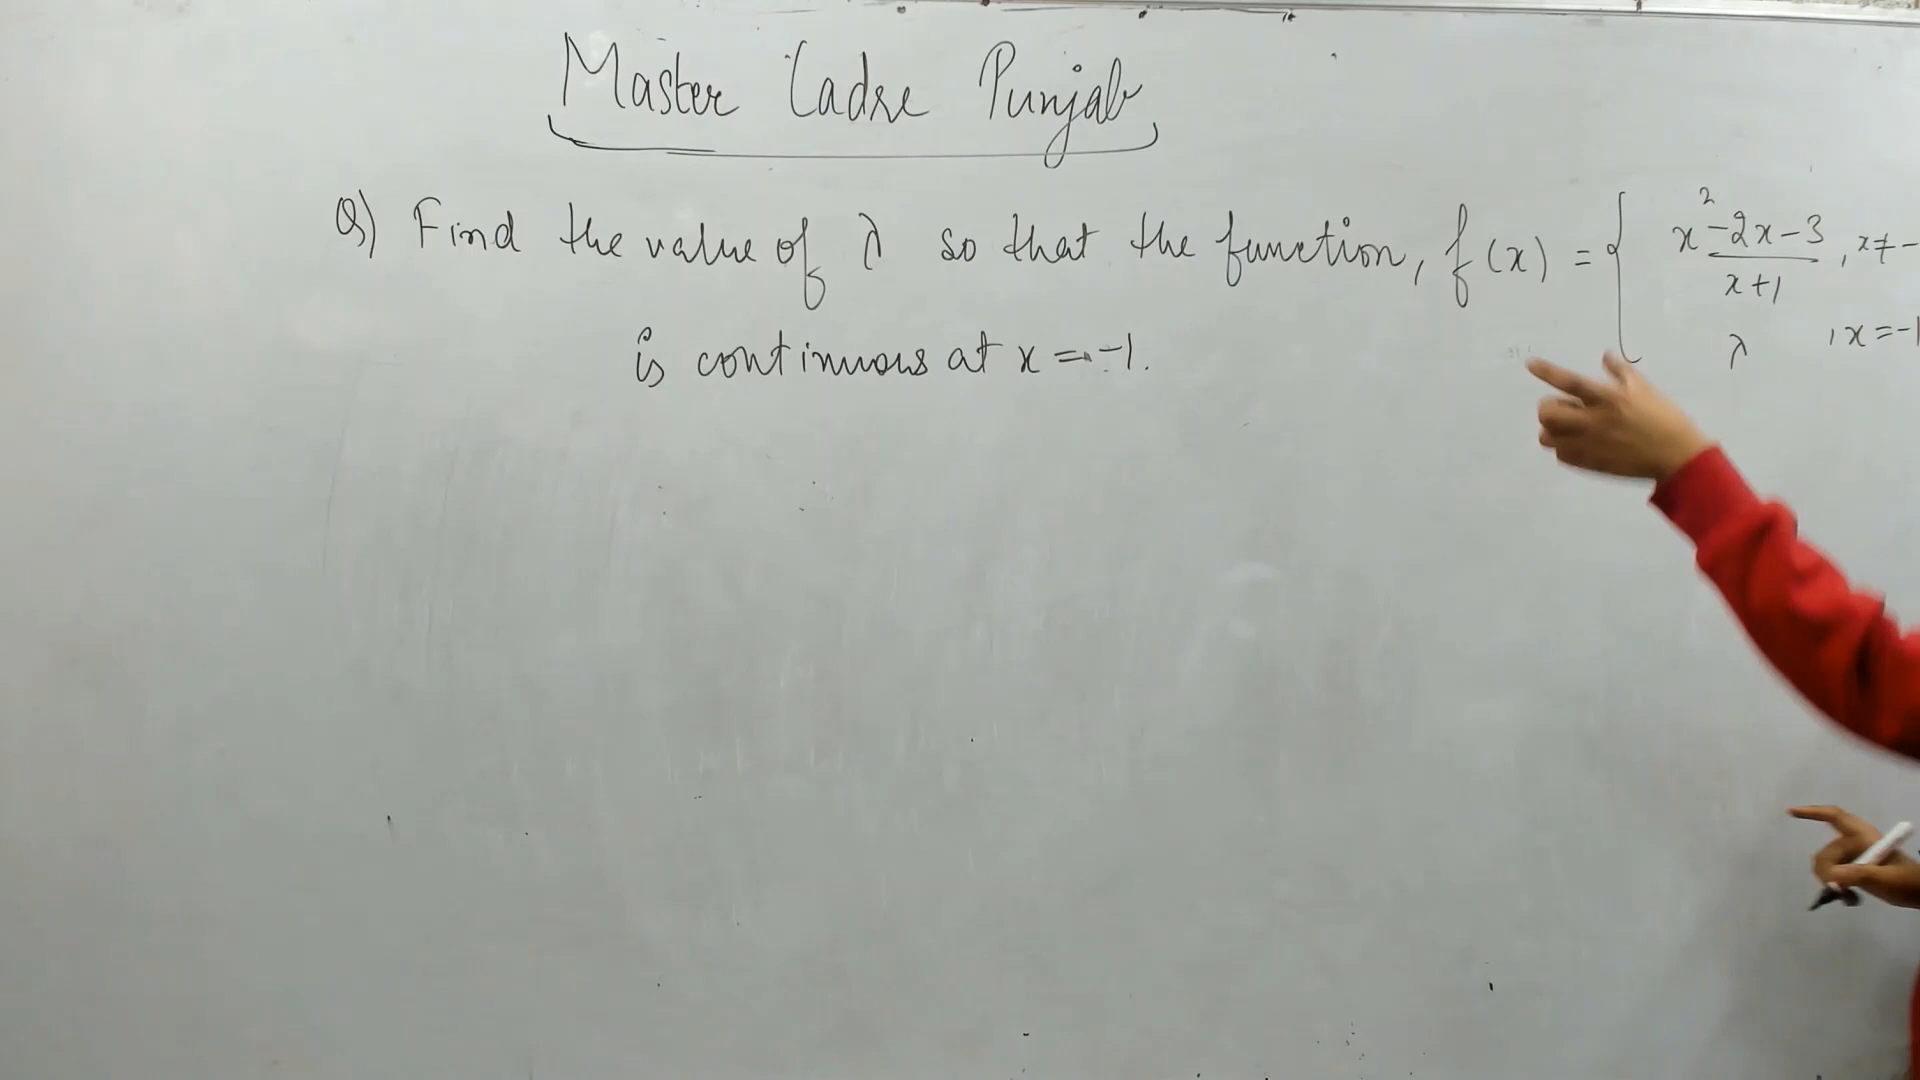 Master Cadre Punjab
Q) Find the value of λ so that the function, f(x) = { x²-2x-3 / x+1 , x≠-
λ , x=-1
is continuous at x=-1.